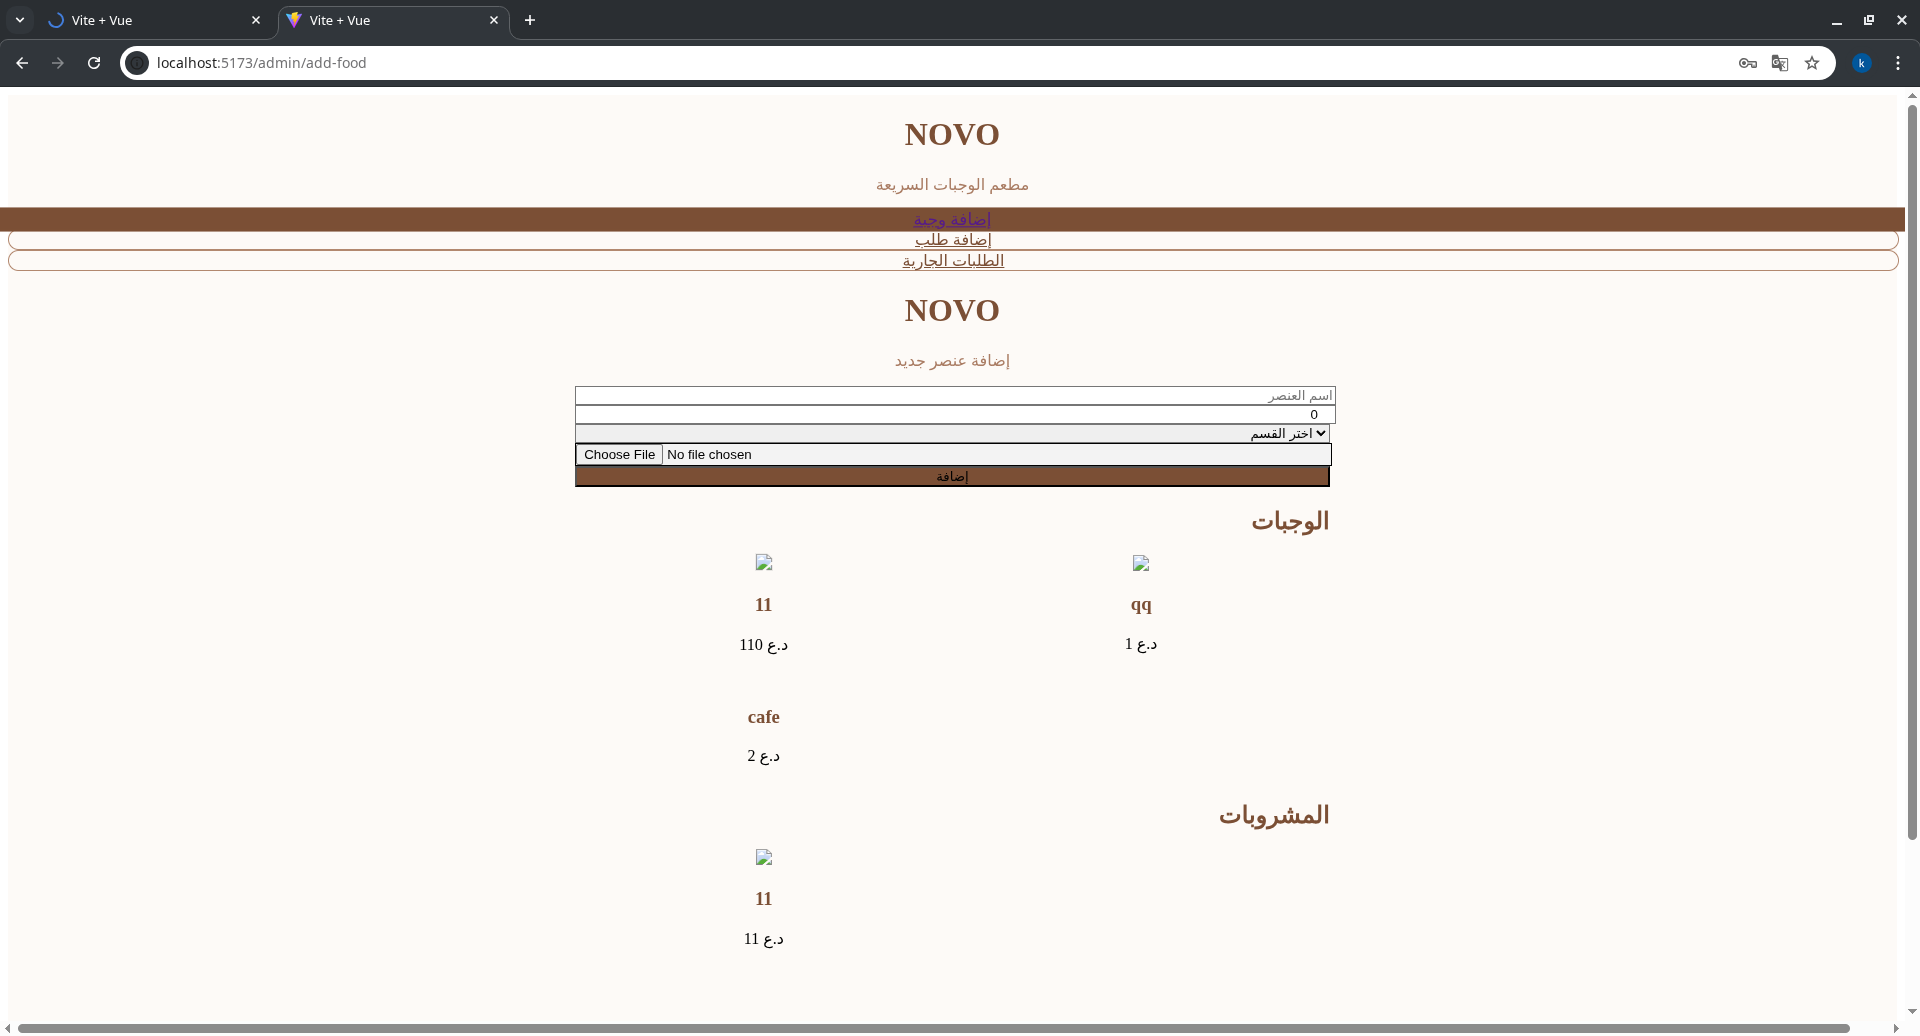 Vite + Vue
Vite + Vue
localhost:5173/admin/add-food
k
NOVO
مطعم الوجبات السريعة
إضافة وجبة
إضافة طلب
الطلبات الجارية
NOVO
إضافة عنصر جديد
اسم العنصر
0
اختر القسم
Choose File No file chosen
إضافة
الوجبات
qq
1 د.ع
11
110 د.ع
cafe
2 د.ع
المشروبات
11
11 د.ع